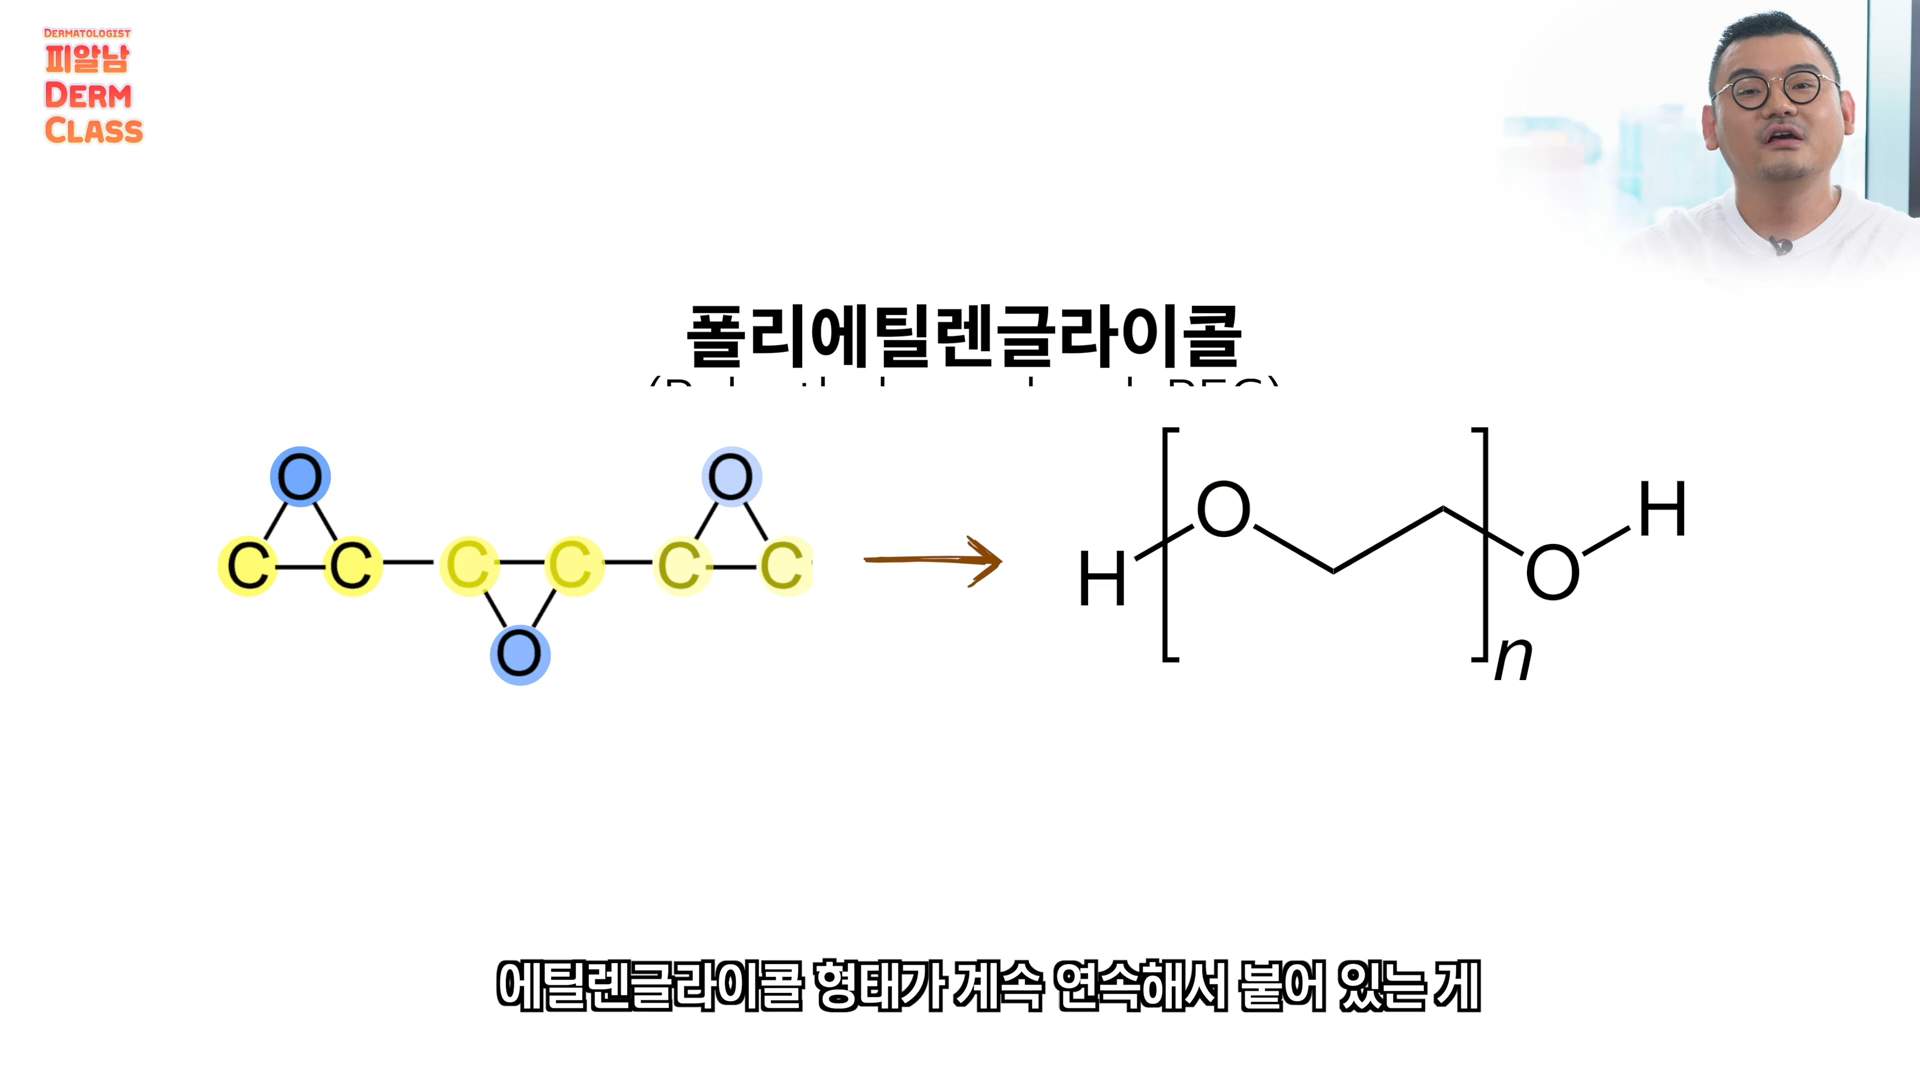 DERMATOLOGIST
피알남
DERM
CLASS
폴리에틸렌글라이콜
O
O
C C C C C C
O
H
O
O
H
n
에틸렌글라이콜 형태가 계속 연속해서 붙어 있는 게